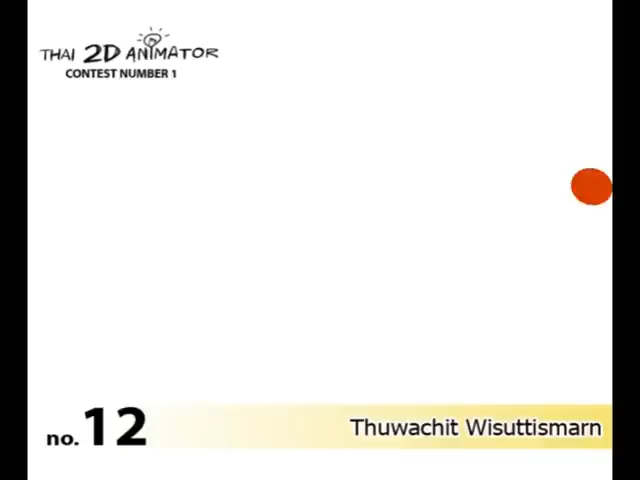 THAI 2D ANIMATOR
CONTEST NUMBER 1
no. 12
Thuwachit Wisuttismarn